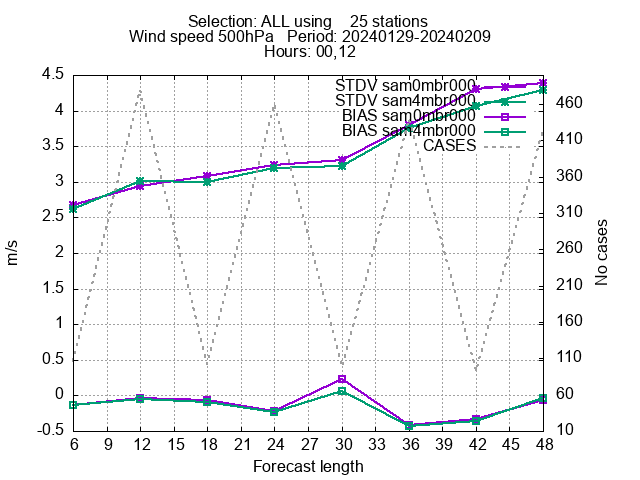 Selection: ALL using 25 stations
Wind speed 500hPa Period: 20240129-20240209
Hours: 00,12
STDV sam0mbr000
STDV sam4mbr000
BIAS sam0mbr000
BIAS sam4mbr000
CASES
4.5
4
3.5
3
2.5
2
1.5
1
0.5
0
-0.5
460
410
360
310
260
210
160
110
60
10
m/s
No cases
6 9 12 15 18 21 24 27 30 33 36 39 42 45 48
Forecast length